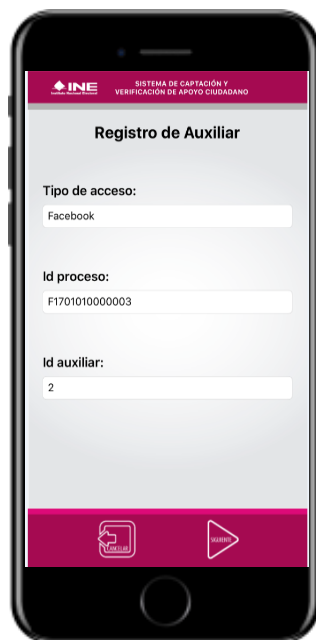 INE
Instituto Nacional Electoral
SISTEMA DE CAPTACIÓN Y
VERIFICACIÓN DE APOYO CIUDADANO
Registro de Auxiliar
Tipo de acceso:
Facebook
Id proceso:
F1701010000003
Id auxiliar:
2
CANCELAR
SIGUIENTE